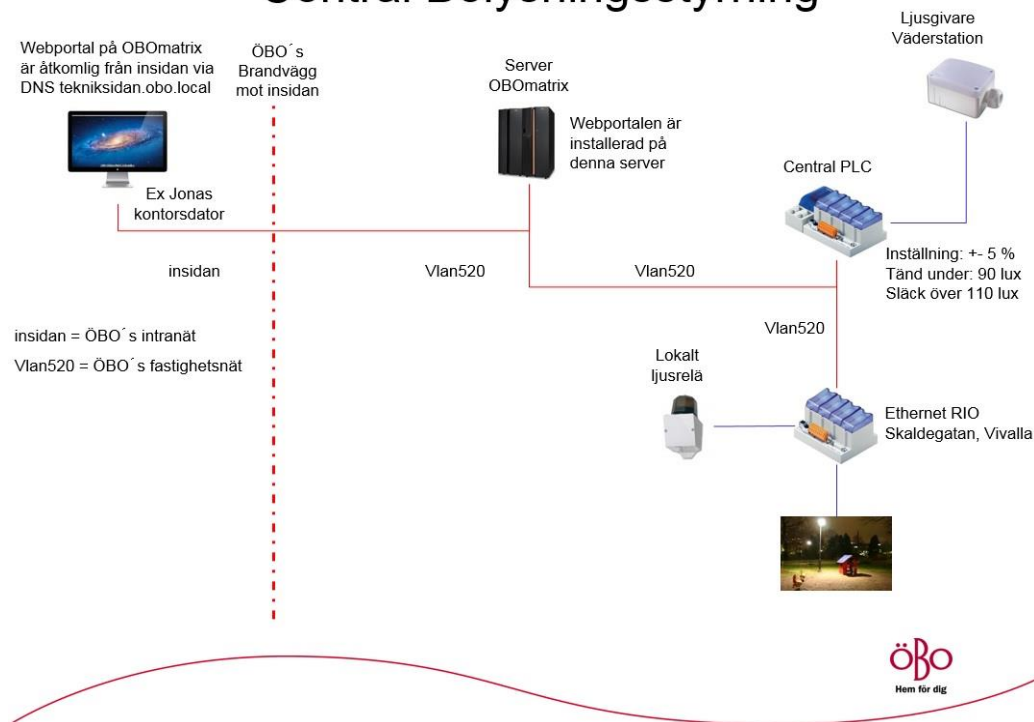 Central Belysningsstyrning
Webportal på OBOmatrix
är åtkomlig från insidan via
DNS tekniksidan.obo.local
ÖBO´s
Brandvägg
mot insidan
Server
OBOmatrix
Webportalen är
installerad på
denna server
Ljusgivare
Väderstation
Central PLC
Ex Jonas
kontorsdator
Inställning: +- 5 %
Tänd under: 90 lux
Släck över 110 lux
insidan
Vlan520
Vlan520
Vlan520
insidan = ÖBO´s intranät
Vlan520 = ÖBO´s fastighetsnät
Lokalt
ljusrelä
Ethernet RIO
Skaldegatan, Vivalla
öBo
Hem för dig